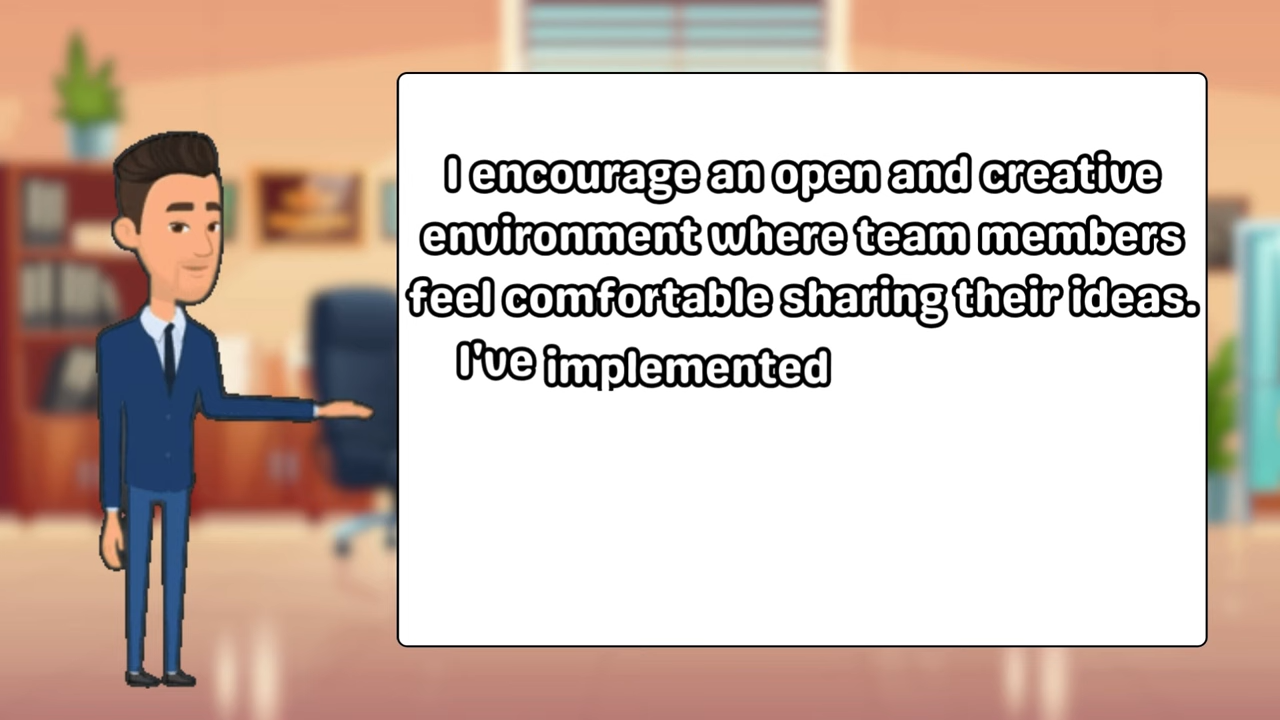 I encourage an open and creative
environment where team members
feel comfortable sharing their ideas.
I've implemented